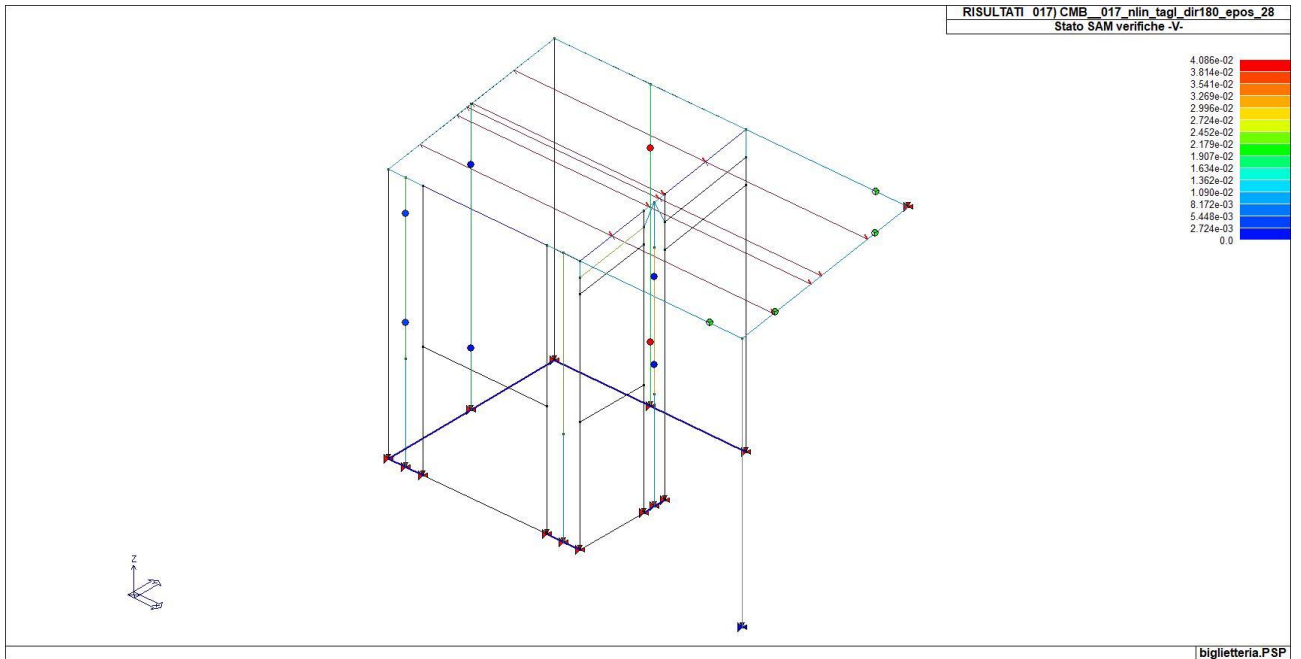 RISULTATI 017) CMB__017_nlin_tagl_dir180_epos_28
Stato SAM verifiche -V-
4.086e-02
3.814e-02
3.541e-02
3.269e-02
2.996e-02
2.724e-02
2.452e-02
2.179e-02
1.907e-02
1.634e-02
1.362e-02
1.090e-02
8.172e-03
5.448e-03
2.724e-03
0.0
Z
biglietteria.PSP